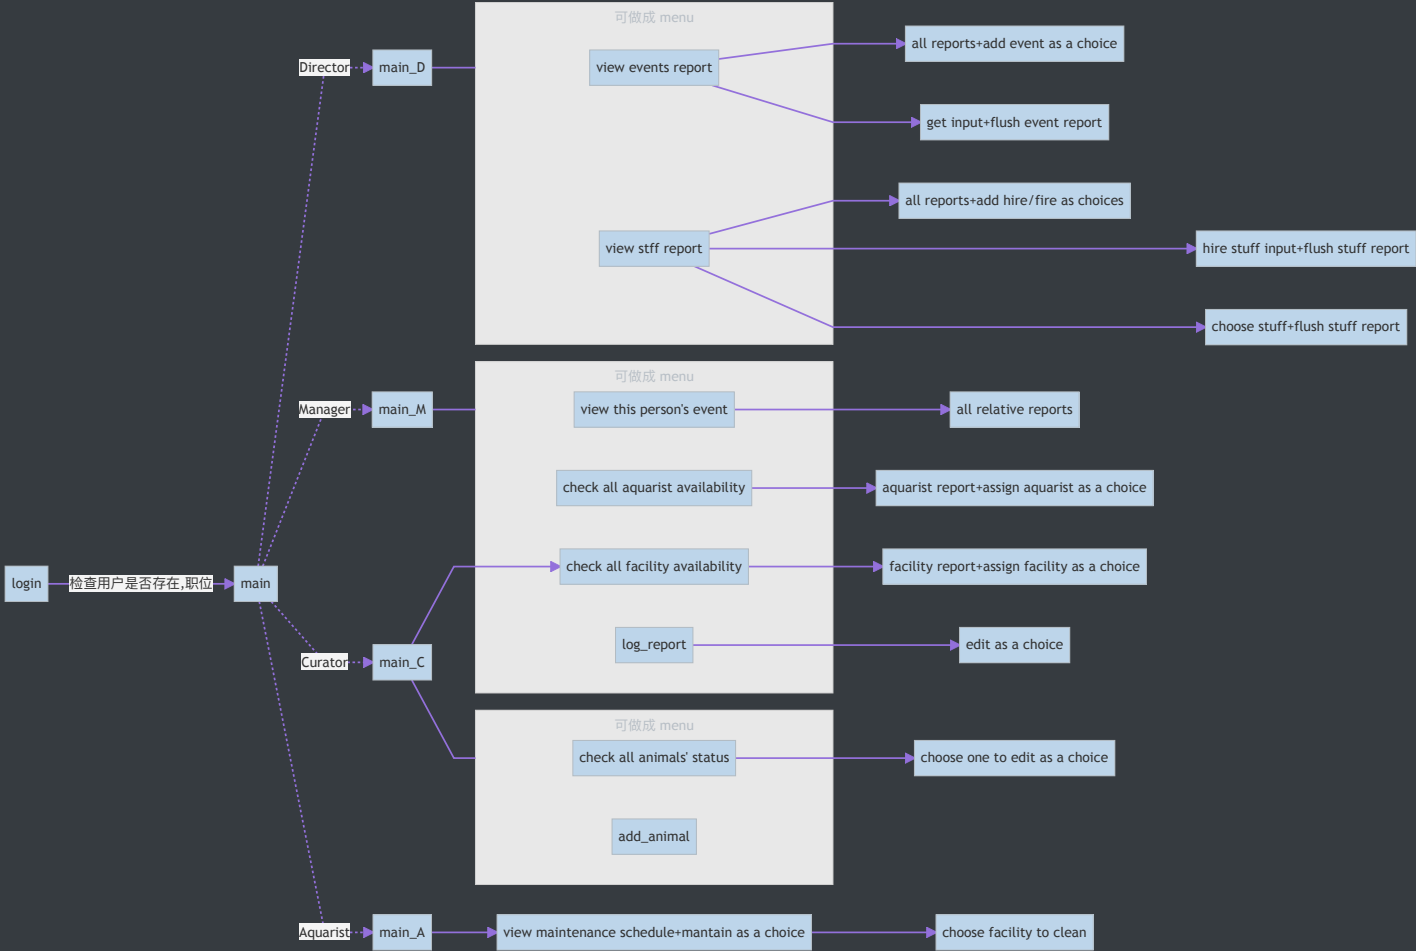 login
检查用户是否存在,职位
main
Director
main_D
可做成 menu
view events report
all reports+add event as a choice
get input+flush event report
view stff report
all reports+add hire/fire as choices
hire stuff input+flush stuff report
choose stuff+flush stuff report
Manager
main_M
可做成 menu
view this person's event
all relative reports
check all aquarist availability
aquarist report+assign aquarist as a choice
check all facility availability
facility report+assign facility as a choice
log_report
edit as a choice
Curator
main_C
可做成 menu
check all animals' status
choose one to edit as a choice
add_animal
Aquarist
main_A
view maintenance schedule+mantain as a choice
choose facility to clean